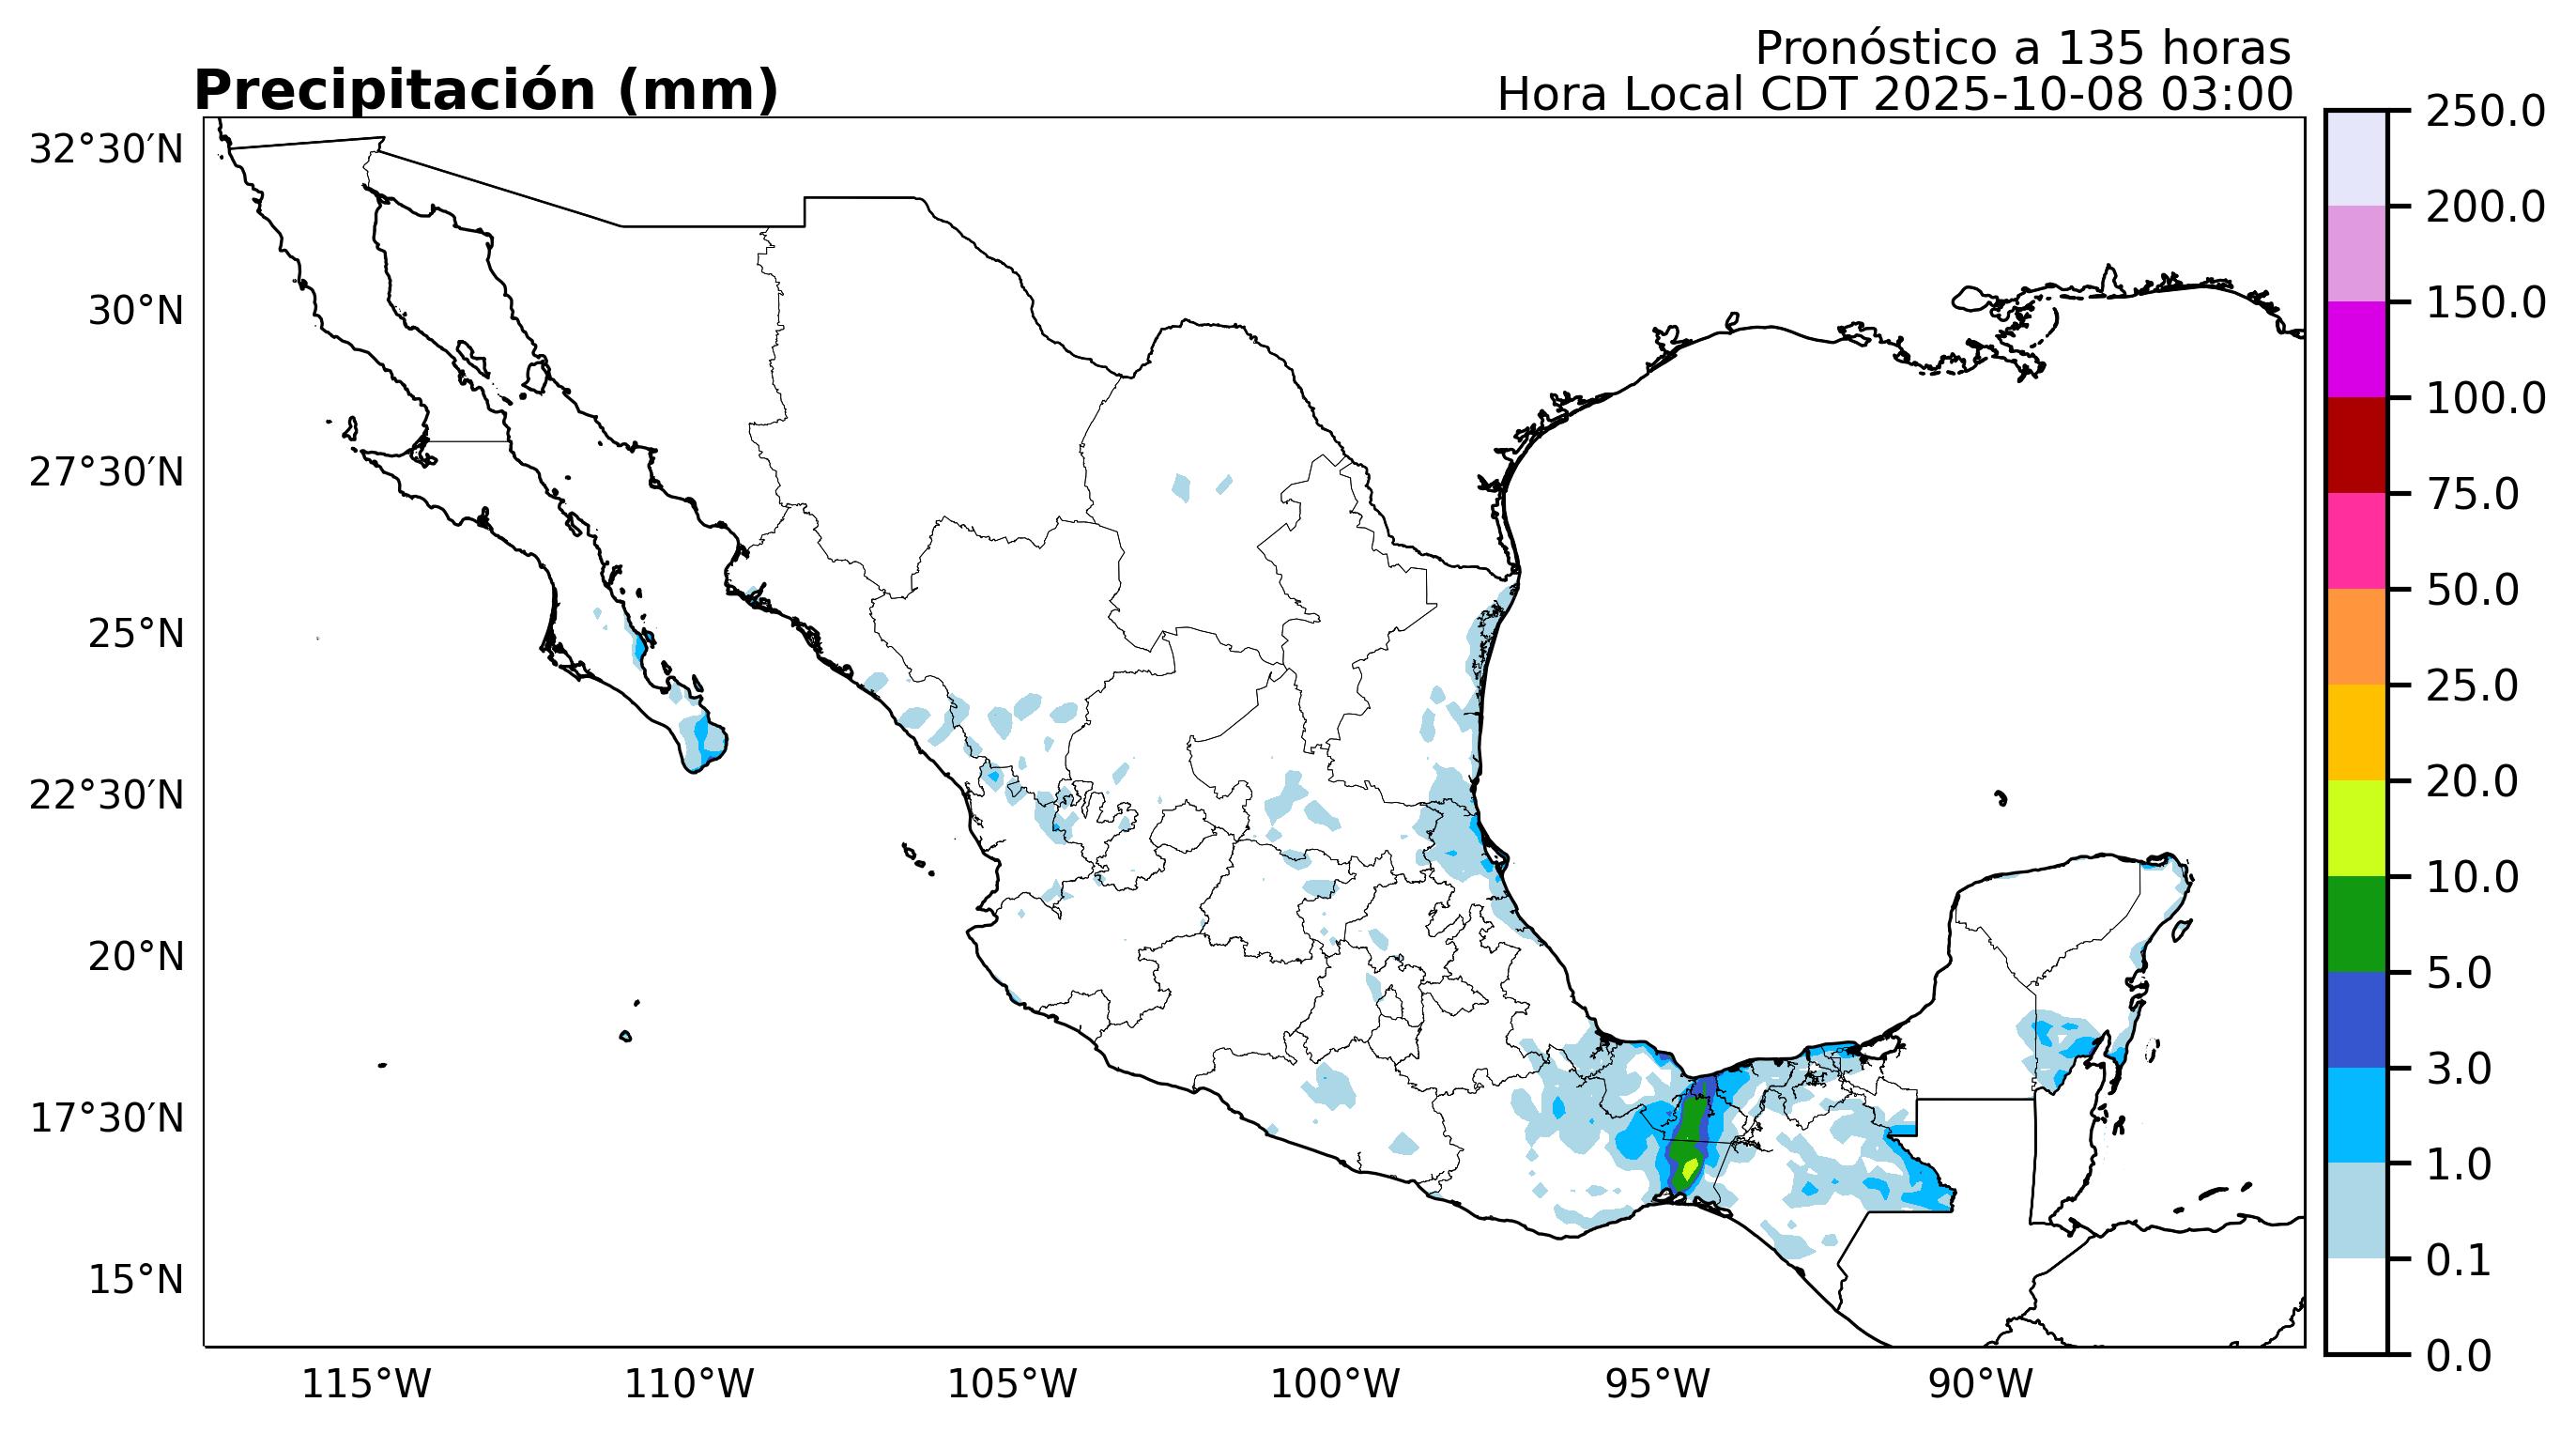 Pronóstico a 135 horas
Precipitación (mm)
Hora Local CDT 2025-10-08 03:00
32°30′N
30°N
27°30′N
25°N
22°30′N
20°N
17°30′N
15°N
115°W
110°W
105°W
100°W
95°W
90°W
250.0
200.0
150.0
100.0
75.0
50.0
25.0
20.0
10.0
5.0
3.0
1.0
0.1
0.0